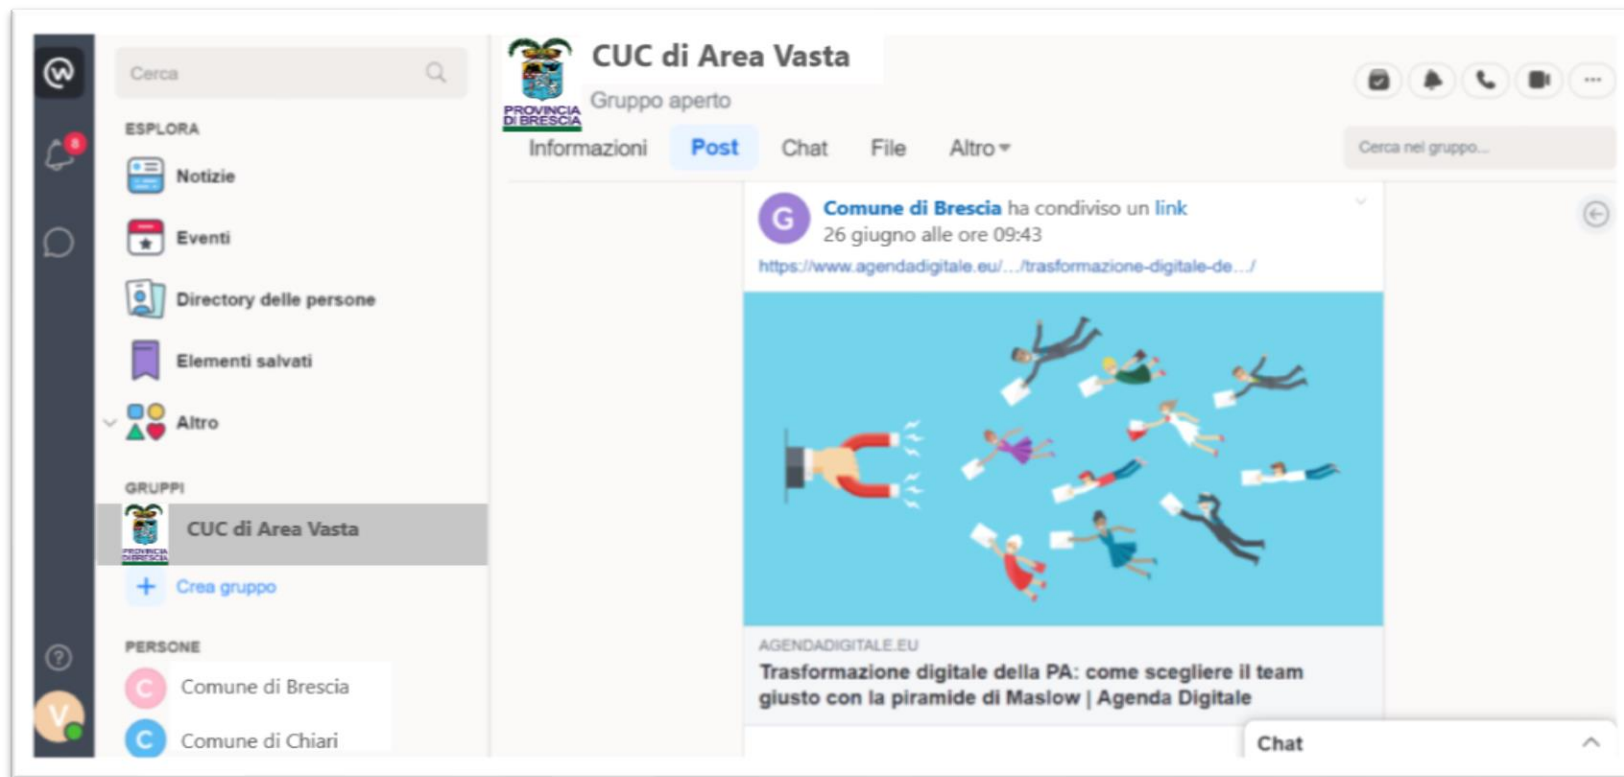 Cerca
8
ESPLORA
Notizie
Eventi
Directory delle persone
Elementi salvati
Altro
GRUPPI
PROVINCIA
DI BRESCIA
CUC di Area Vasta
Crea gruppo
PERSONE
C
Comune di Brescia
C
Comune di Chiari
V
PROVINCIA
DI BRESCIA
CUC di Area Vasta
Gruppo aperto
Informazioni Post Chat File Altro
Cerca nel gruppo...
G
Comune di Brescia ha condiviso un link
26 giugno alle ore 09:43
https://www.agendadigitale.eu/.../trasformazione-digitale-de.../
AGENDADIGITALE.EU
Trasformazione digitale della PA: come scegliere il team
giusto con la piramide di Maslow | Agenda Digitale
Chat